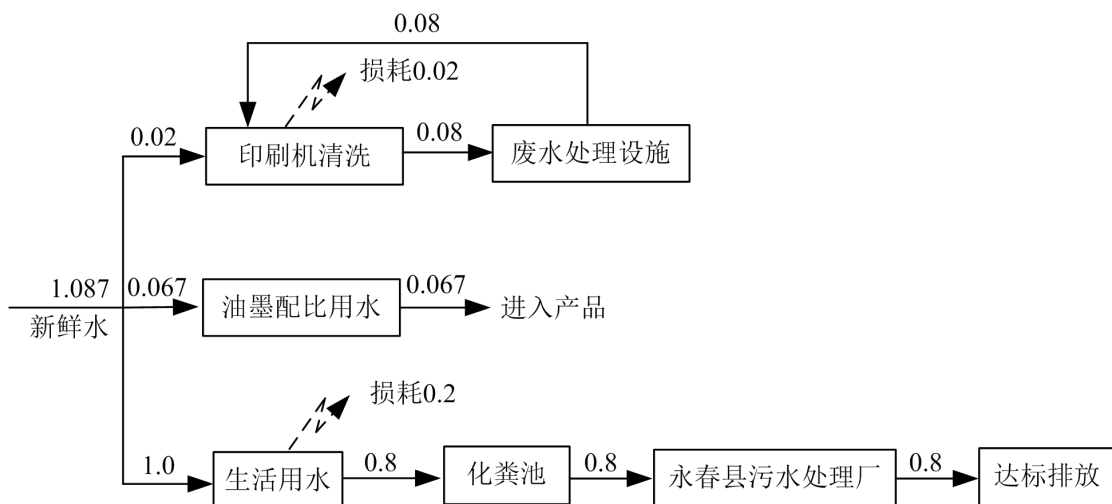 0.08
损耗0.02
0.02
印刷机清洗
0.08
废水处理设施
1.087
新鲜水
0.067
油墨配比用水
0.067
进入产品
损耗0.2
1.0
生活用水
0.8
化粪池
0.8
永春县污水处理厂
0.8
达标排放